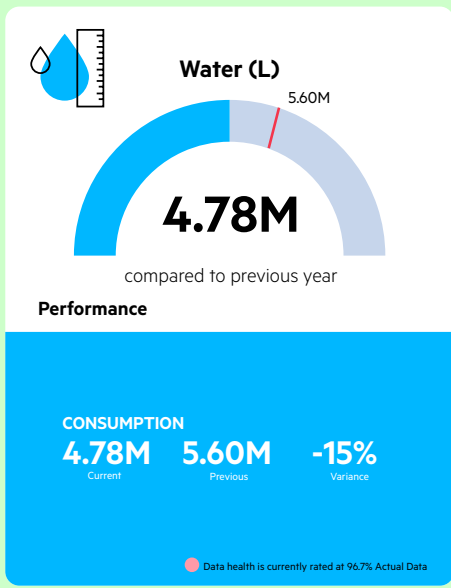 Water (L)
5.60M
4.78M
compared to previous year
Performance
CONSUMPTION
4.78M 5.60M -15%
Current Previous Variance
Data health is currently rated at 96.7% Actual Data